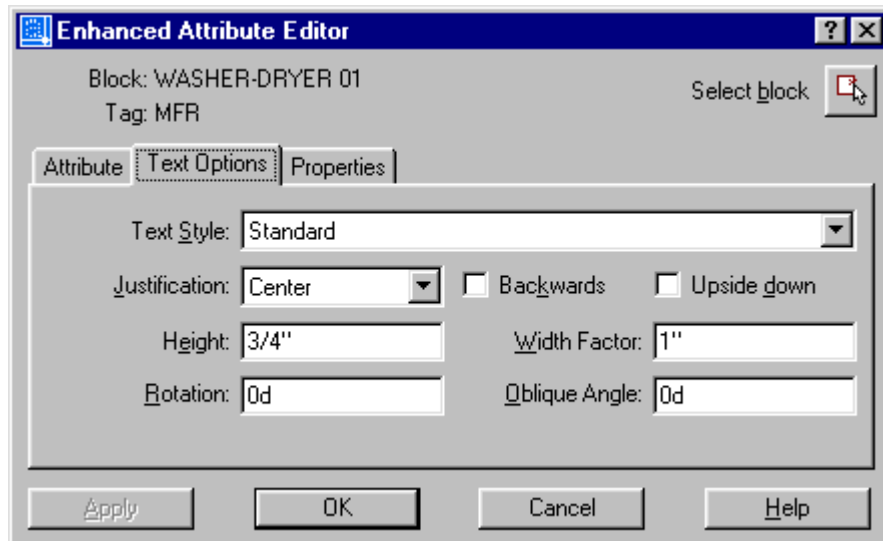 Enhanced Attribute Editor
Block: WASHER-DRYER 01
Select block
Tag: MFR
Attribute Text Options Properties
Text Style: Standard
Justification: Center Backwards Upside down
Height: 3/4" Width Factor: 1"
Rotation: 0d Oblique Angle: 0d
Apply OK Cancel Help